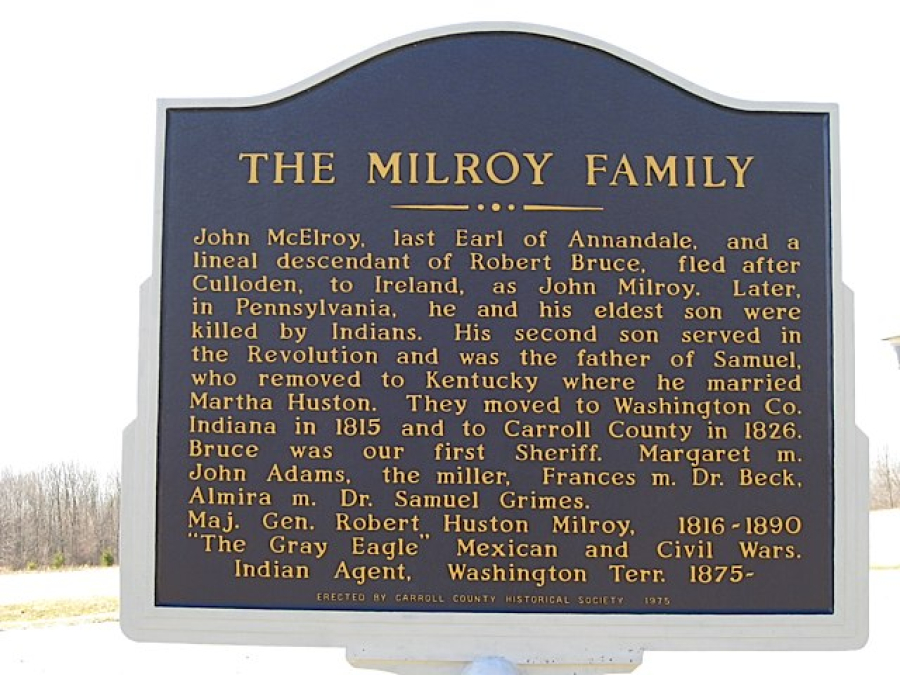 THE MILROY FAMILY
John McElroy, last Earl of Annandale, and a
lineal descendant of Robert Bruce, fled after
Culloden, to Ireland, as John Milroy. Later,
in Pennsylvania, he and his eldest son were
killed by Indians. His second son served in
the Revolution and was the father of Samuel,
who removed to Kentucky where he married
Martha Huston. They moved to Washington Co.
Indiana in 1815 and to Carroll County in 1826.
Bruce was our first Sheriff. Margaret m.
John Adams, the miller, Frances m. Dr. Beck,
Almira m. Dr. Samuel Grimes.
Maj. Gen. Robert Huston Milroy, 1816-1890
"The Gray Eagle" Mexican and Civil Wars.
Indian Agent, Washington Terr. 1875-
ERECTED BY CARROLL COUNTY HISTORICAL SOCIETY 1975